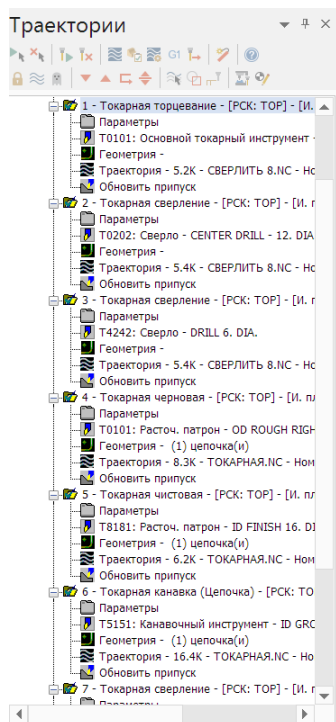 Траектории
G1
1 - Токарная торцевание - [РСК: TOP] - [И.
Параметры
T0101: Основной токарный инструмент -
Геометрия -
Траектория - 5.2K - СВЕРЛИТЬ 8.NC - Но
Обновить припуск
2 - Токарная сверление - [РСК: TOP] - [И. г
Параметры
T0202: Сверло - CENTER DRILL - 12. DIA
Геометрия -
Траектория - 5.4K - СВЕРЛИТЬ 8.NC - Но
Обновить припуск
3 - Токарная сверление - [РСК: TOP] - [И. г
Параметры
T4242: Сверло - DRILL 6. DIA.
Геометрия -
Траектория - 5.4K - СВЕРЛИТЬ 8.NC - Но
Обновить припуск
4 - Токарная черновая - [РСК: TOP] - [И. пл
Параметры
T0101: Расточ. патрон - OD ROUGH RIGH
Геометрия - (1) цепочка(и)
Траектория - 8.3K - ТОКАРНАЯ.NC - Ном
Обновить припуск
5 - Токарная чистовая - [РСК: TOP] - [И. пл
Параметры
T8181: Расточ. патрон - ID FINISH 16. DI
Геометрия - (1) цепочка(и)
Траектория - 6.2K - ТОКАРНАЯ.NC - Ном
Обновить припуск
6 - Токарная канавка (Цепочка) - [РСК: TO
Параметры
T5151: Канавочный инструмент - ID GRO
Геометрия - (1) цепочка(и)
Траектория - 16.4K - ТОКАРНАЯ.NC - Но
Обновить припуск
7 - Токарная сверление - [РСК: TOP] - [И. г
Параметры